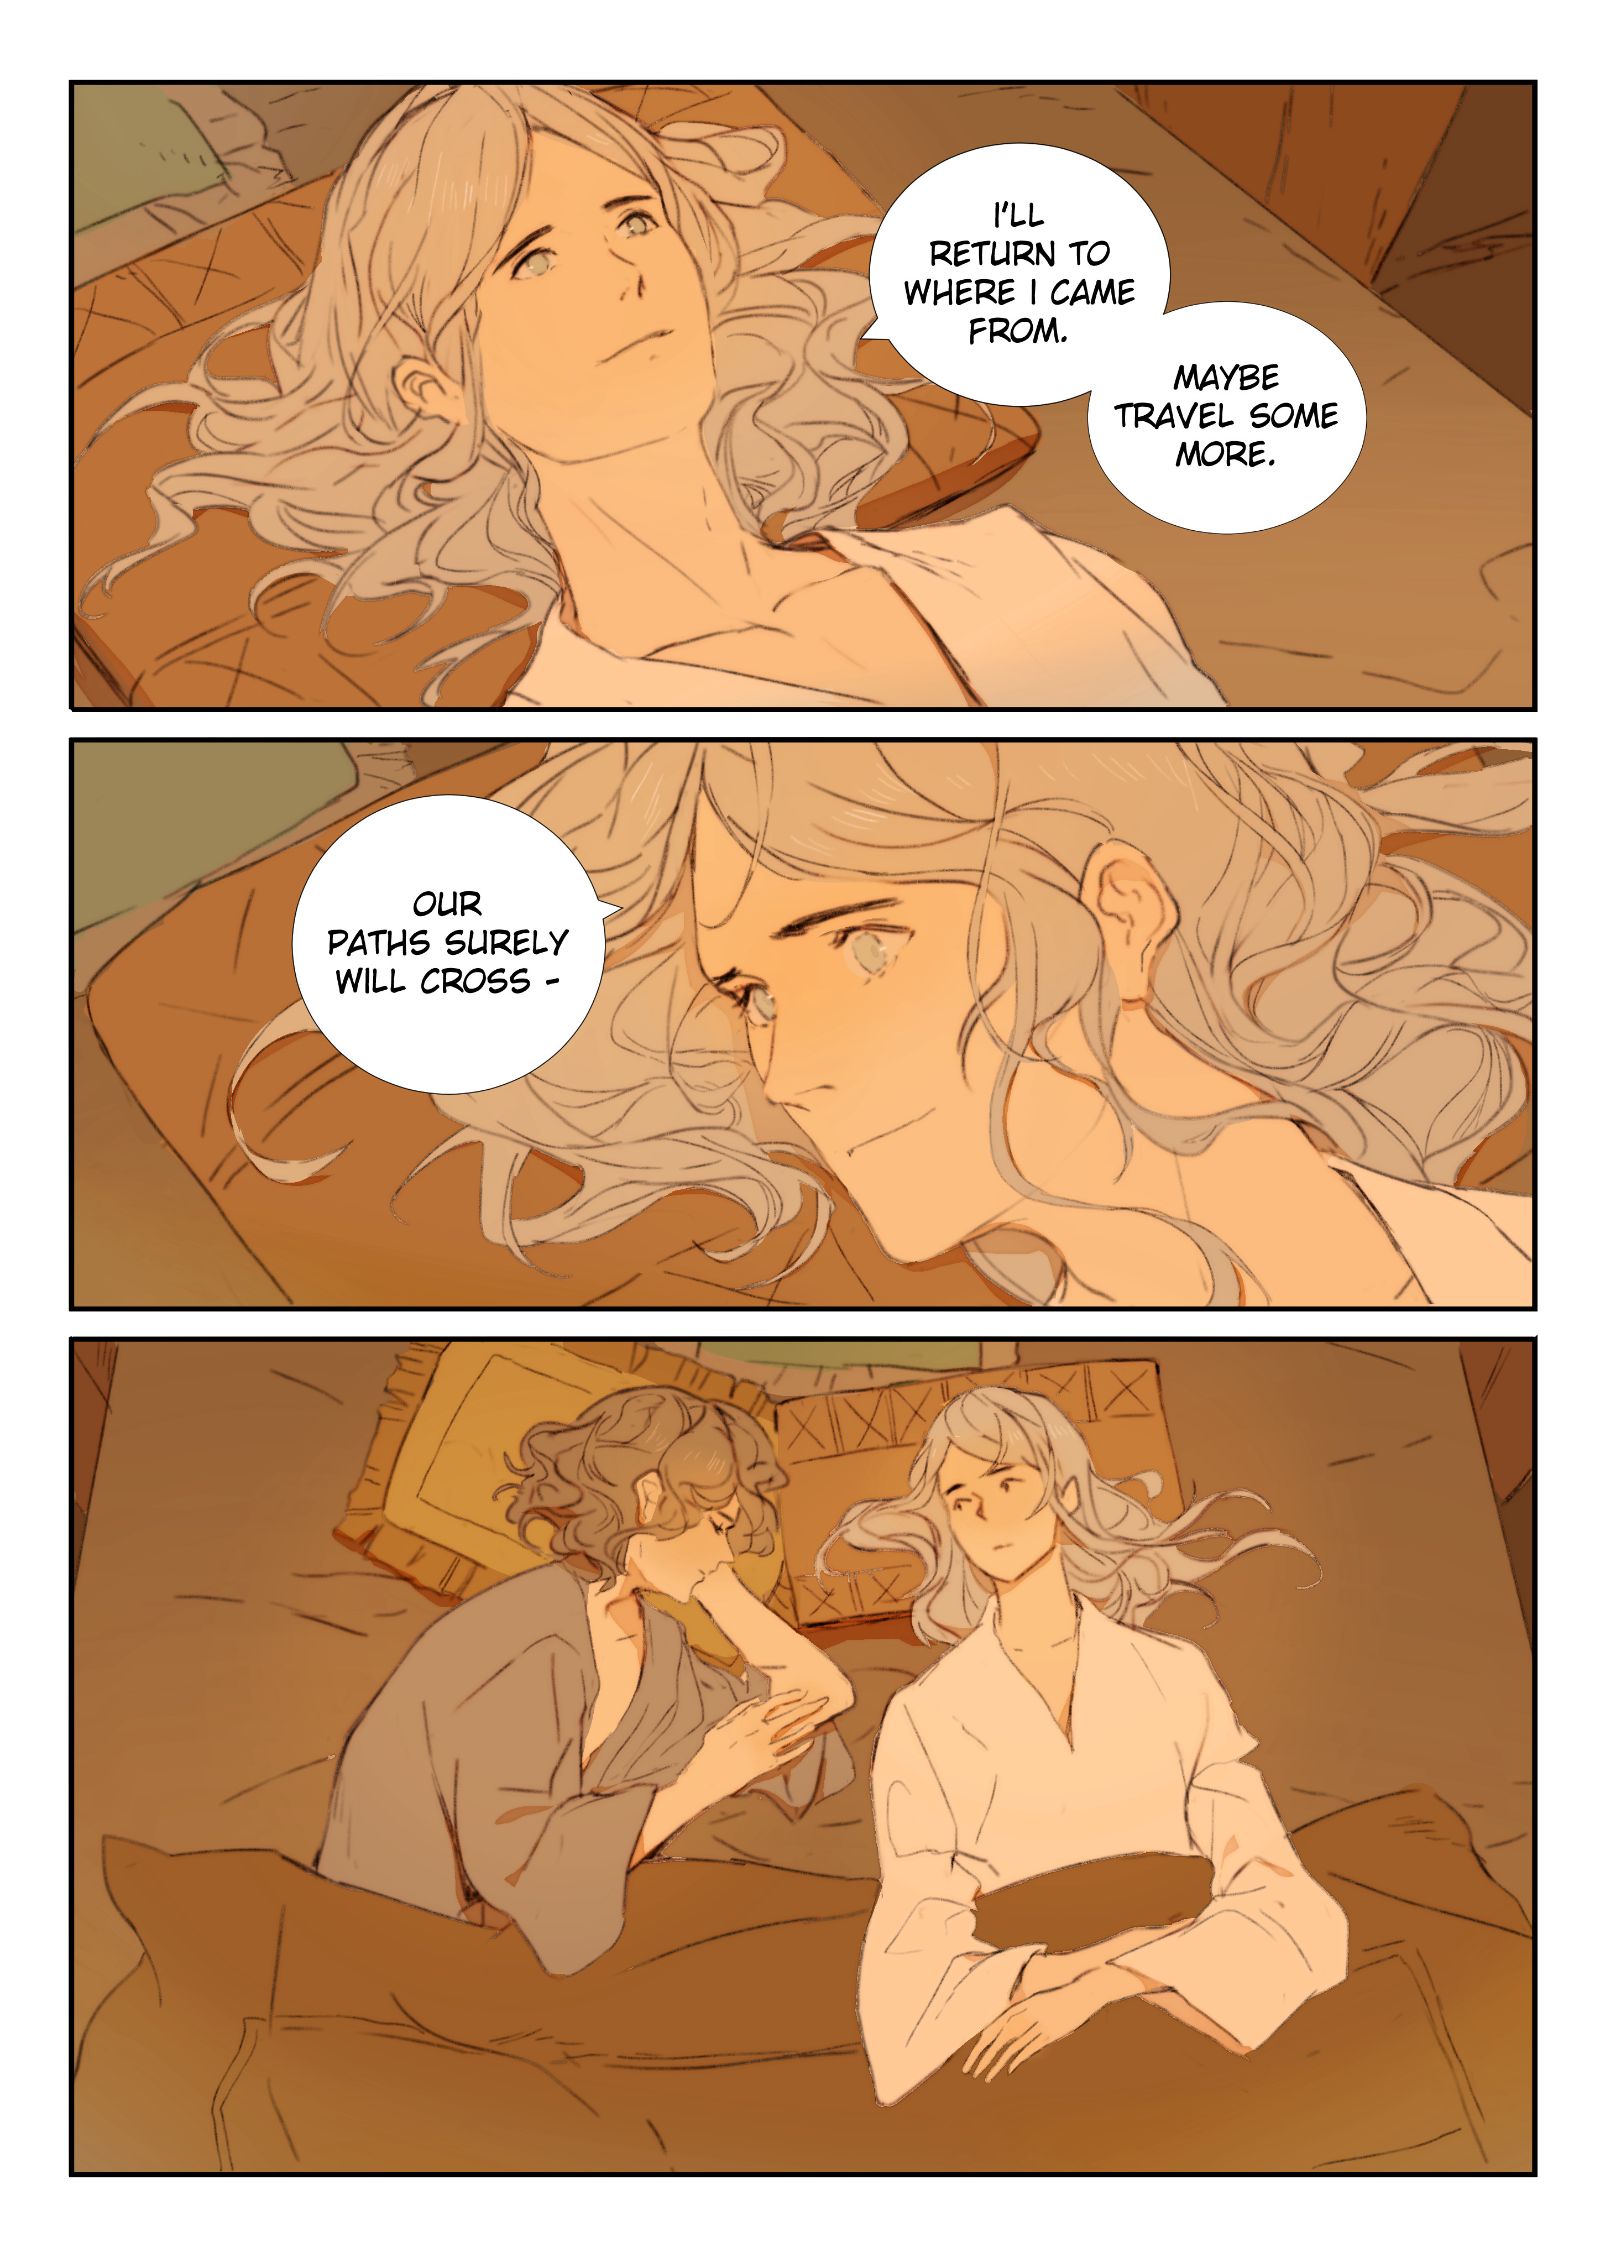 I'LL
RETURN TO
WHERE I CAME
FROM.
MAYBE
TRAVEL SOME
MORE.
OUR
PATHS SURELY
WILL CROSS -